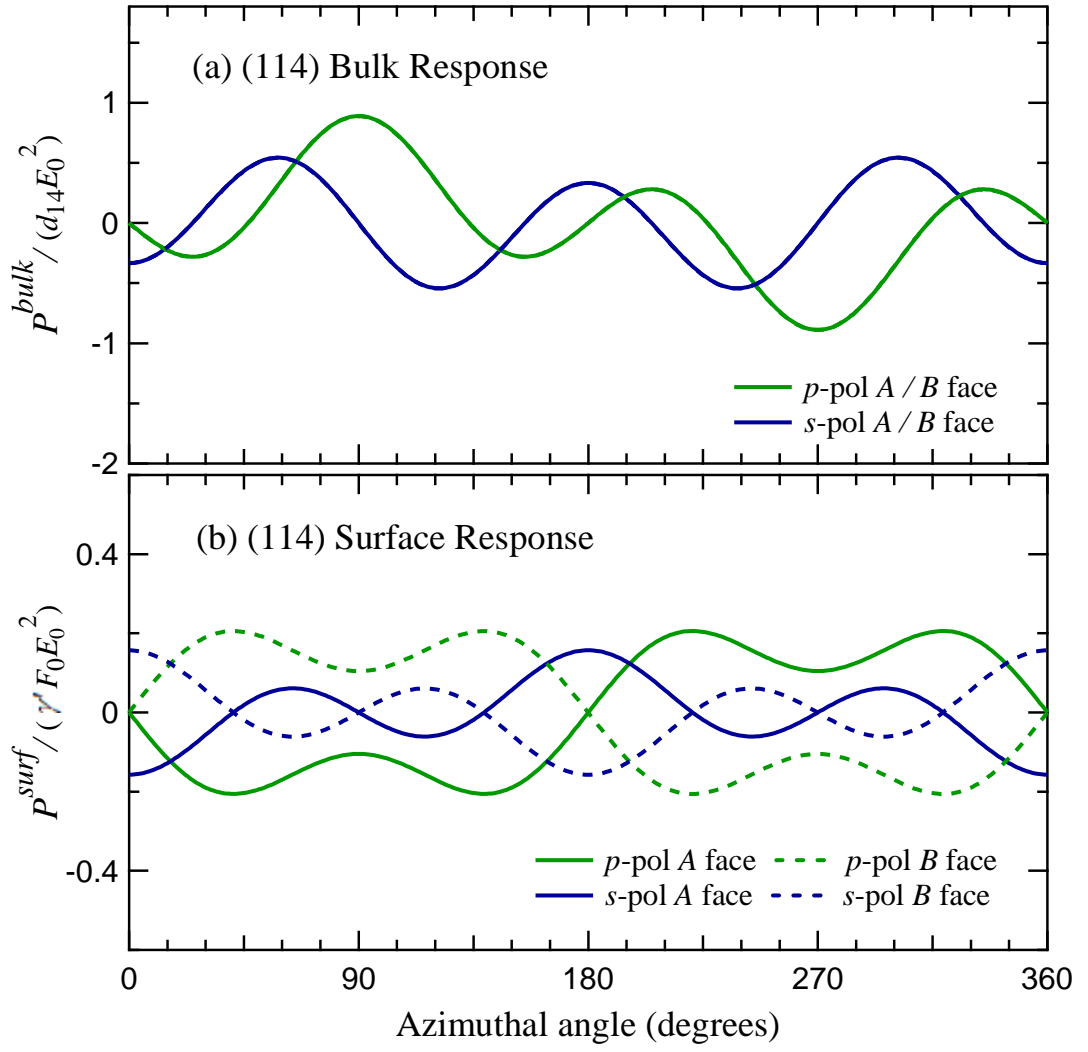 (a) (114) Bulk Response
1
0
-1
-2
P^bulk / (d14E0^2)
p-pol A / B face
s-pol A / B face
(b) (114) Surface Response
0.4
0
-0.4
P^surf / (γ' F0E0^2)
p-pol A face p-pol B face
s-pol A face s-pol B face
0 90 180 270 360
Azimuthal angle (degrees)